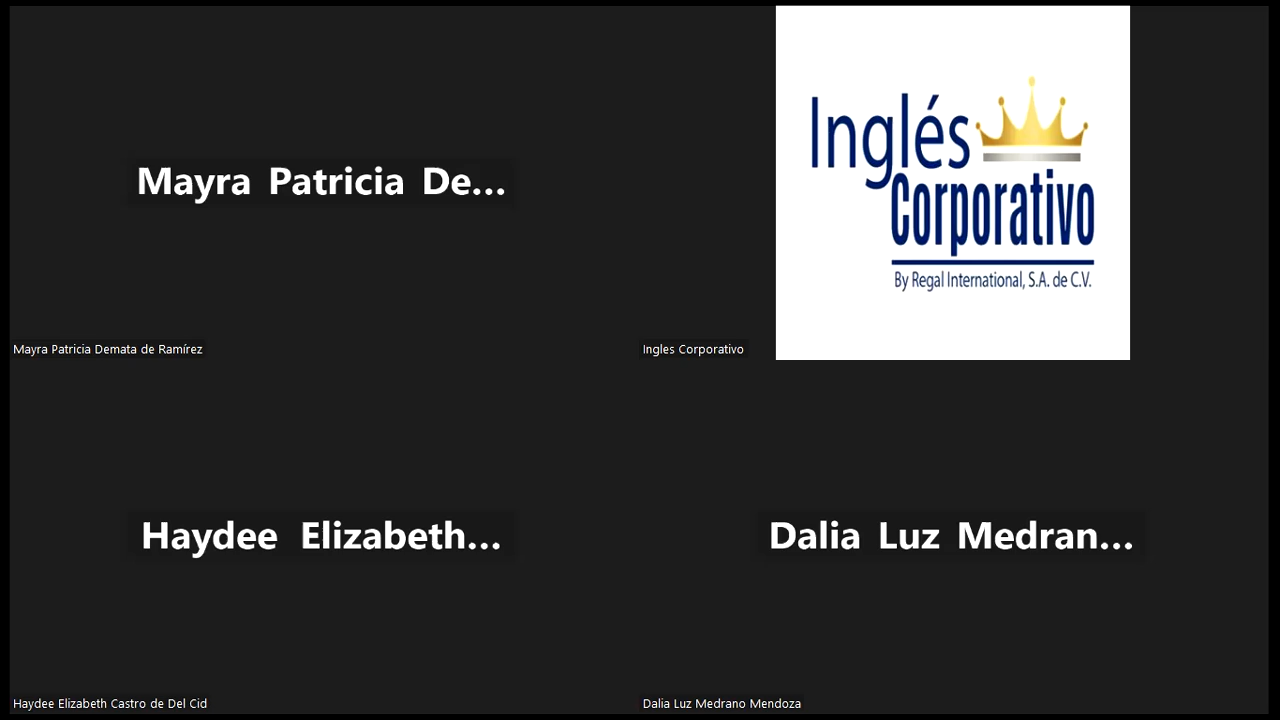 Mayra Patricia De...
Mayra Patricia Demata de Ramírez
Inglés
Corporativo
By Regal International, S.A. de C.V.
Ingles Corporativo
Haydee Elizabeth...
Haydee Elizabeth Castro de Del Cid
Dalia Luz Medran...
Dalia Luz Medrano Mendoza